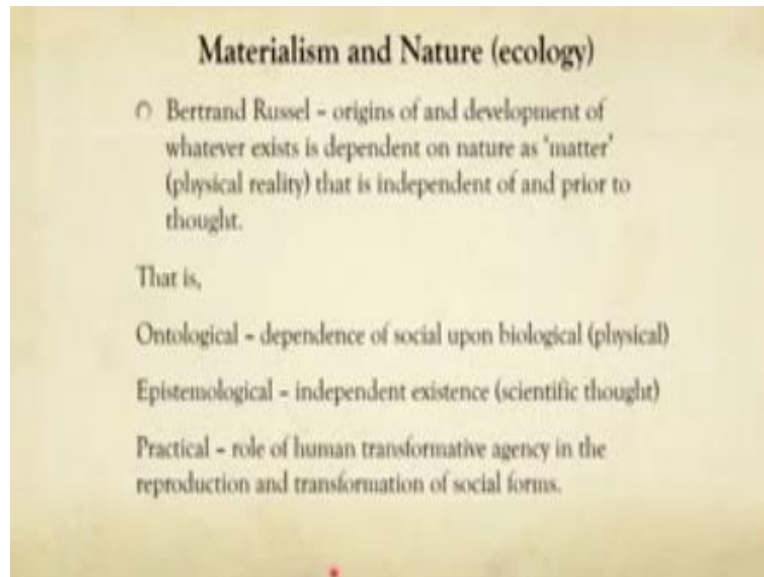 Materialism and Nature (ecology)
Bertrand Russel - origins of and development of
whatever exists is dependent on nature as 'matter'
(physical reality) that is independent of and prior to
thought.
That is,
Ontological - dependence of social upon biological (physical)
Epistemological - independent existence (scientific thought)
Practical - role of human transformative agency in the
reproduction and transformation of social forms.